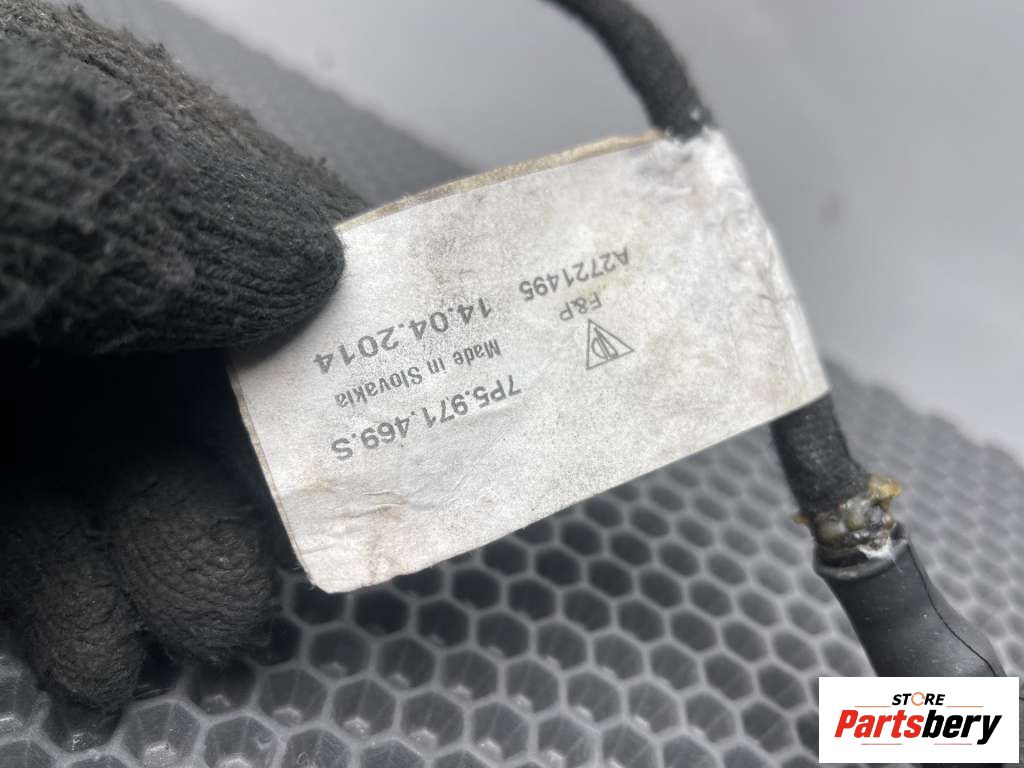 7P5.971.469.S
Made in Slovakia
14.04.2014
F&P
A2721495
STORE
Partsbery